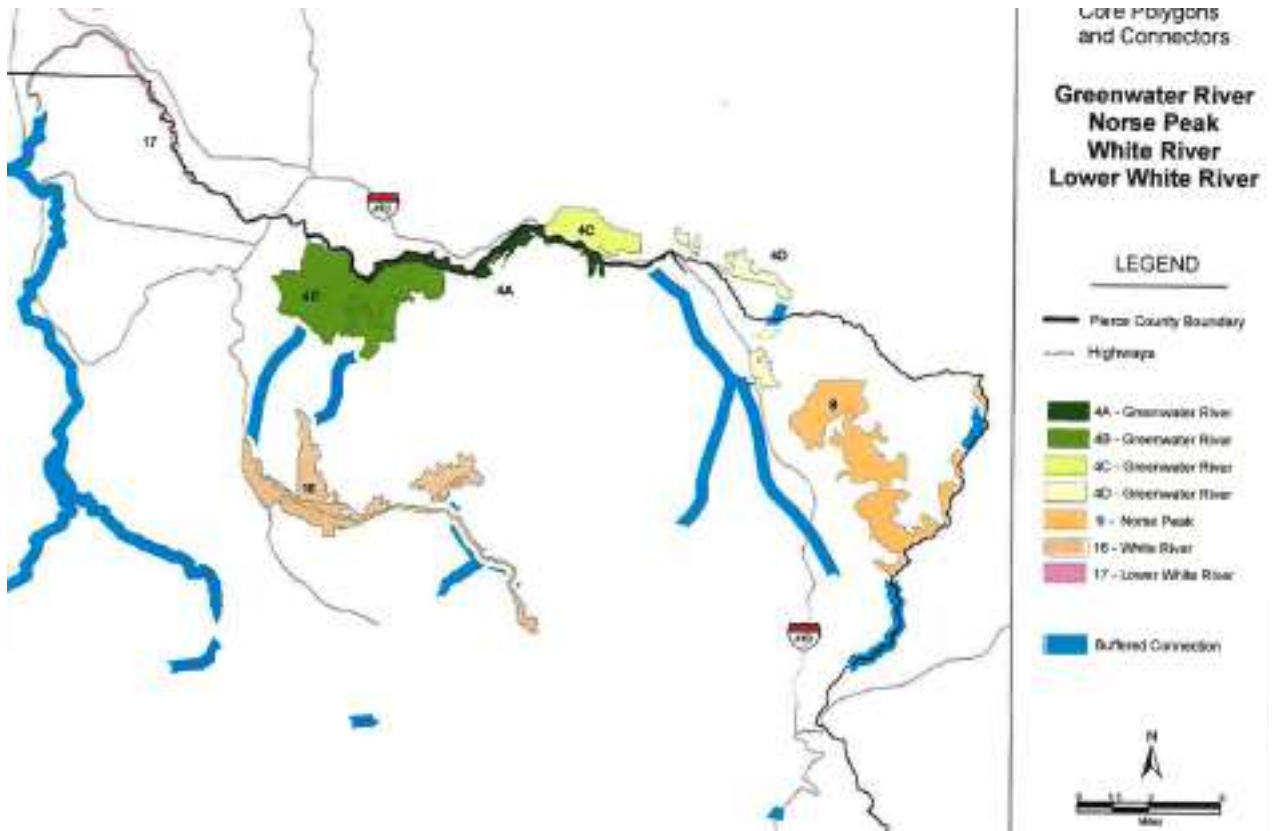 Core Polygons
and Connectors
Greenwater River
Norse Peak
White River
Lower White River
LEGEND
Pierce County Boundary
Highways
4A - Greenwater River
4B - Greenwater River
4C - Greenwater River
4D - Greenwater River
9 - Norse Peak
16 - White River
17 - Lower White River
Buffered Connection
N
Miles
17
4C
4D
4A
9
16